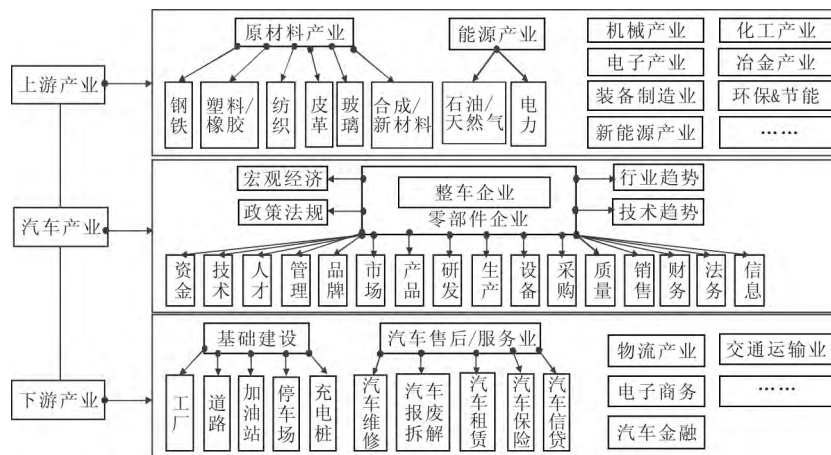 上游产业
原材料产业
钢铁
塑料/橡胶
纺织
皮革
玻璃
合成/新材料
能源产业
石油/天然气
电力
机械产业
化工产业
电子产业
冶金产业
装备制造业
环保&节能
新能源产业
……
汽车产业
宏观经济
政策法规
整车企业
零部件企业
行业趋势
技术趋势
资金
技术
人才
管理
品牌
市场
产品
研发
生产
设备
采购
质量
销售
财务
法务
信息
下游产业
基础建设
工厂
道路
加油站
停车场
充电桩
汽车售后/服务业
汽车维修
汽车报废拆解
汽车租赁
汽车保险
汽车信贷
物流产业
交通运输业
电子商务
……
汽车金融